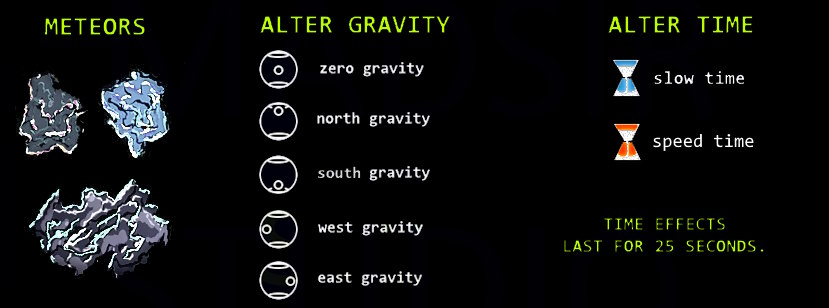 METEORS
ALTER GRAVITY
zero gravity
north gravity
south gravity
west gravity
east gravity
ALTER TIME
slow time
speed time
TIME EFFECTS
LAST FOR 25 SECONDS.